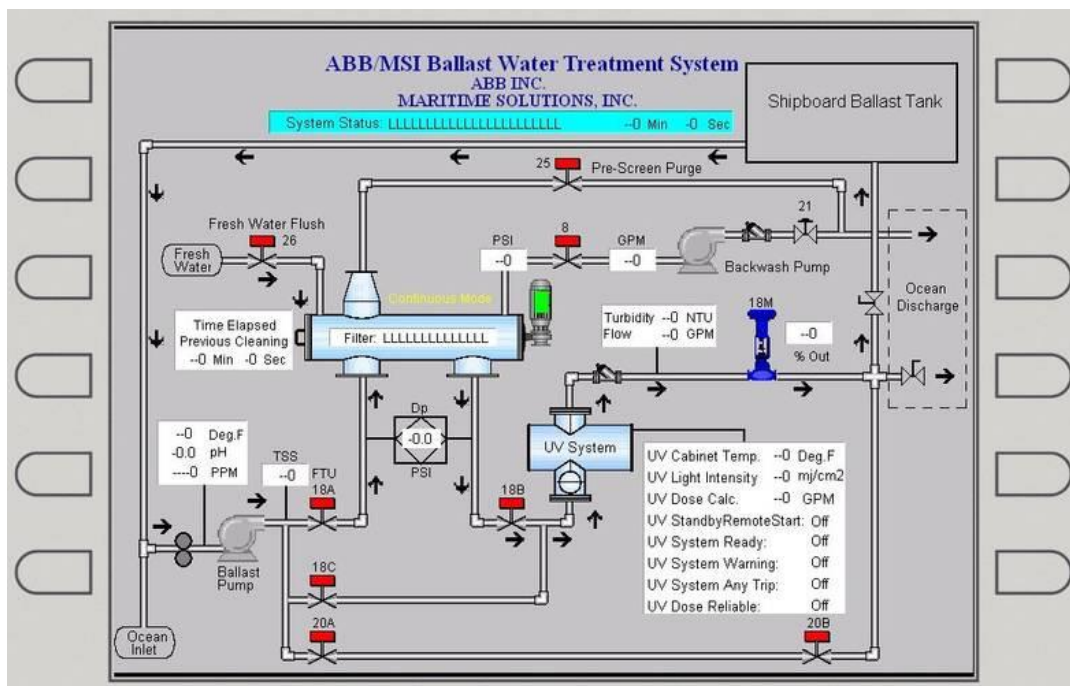 ABB/MSI Ballast Water Treatment System
ABB INC.
MARITIME SOLUTIONS, INC.
System Status: LLLLLLLLLLLLLLLLLLLLLLL --0 Min -0 Sec
Shipboard Ballast Tank
25
Pre-Screen Purge
Fresh Water Flush
26
Fresh
Water
PSI
--0
8
GPM
--0
21
Backwash Pump
Ocean
Discharge
Continuous Mode
Time Elapsed
Previous Cleaning
--0 Min -0 Sec
Filter: LLLLLLLLLLLLLL
Turbidity --0 NTU
Flow --0 GPM
18M
--0
% Out
Dp
-0.0
PSI
--0 Deg.F
-0.0 pH
----0 PPM
TSS
--0 FTU
18A
18B
UV System
UV Cabinet Temp. --0 Deg.F
UV Light Intensity --0 mj/cm2
UV Dose Calc. --0 GPM
UV StandbyRemoteStart: Off
UV System Ready: Off
UV System Warning: Off
UV System Any Trip: Off
UV Dose Reliable: Off
Ballast
Pump
18C
Ocean
Inlet
20A
20B